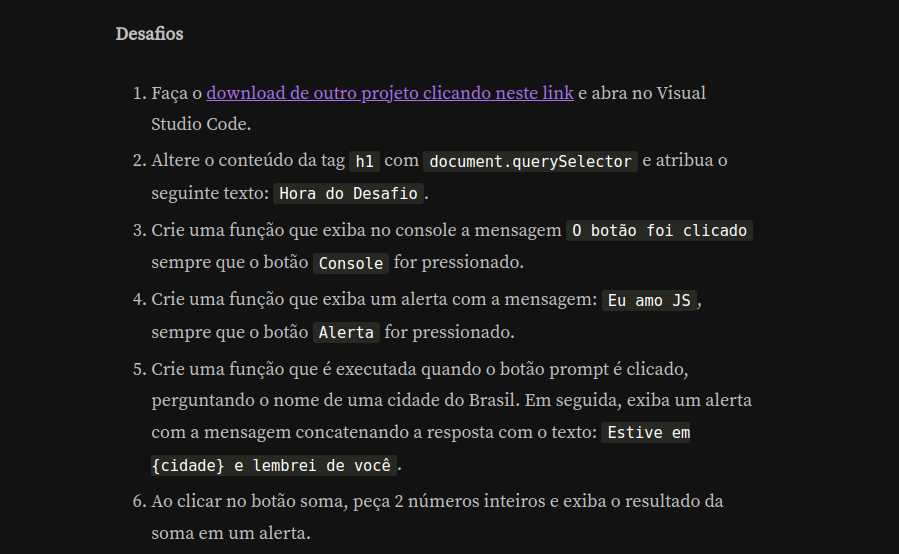 Desafios
1. Faça o download de outro projeto clicando neste link e abra no Visual
Studio Code.
2. Altere o conteúdo da tag h1 com document.querySelector e atribua o
seguinte texto: Hora do Desafio.
3. Crie uma função que exiba no console a mensagem O botão foi clicado
sempre que o botão Console for pressionado.
4. Crie uma função que exiba um alerta com a mensagem: Eu amo JS,
sempre que o botão Alerta for pressionado.
5. Crie uma função que é executada quando o botão prompt é clicado,
perguntando o nome de uma cidade do Brasil. Em seguida, exiba um alerta
com a mensagem concatenando a resposta com o texto: Estive em
{cidade} e lembrei de você.
6. Ao clicar no botão soma, peça 2 números inteiros e exiba o resultado da
soma em um alerta.